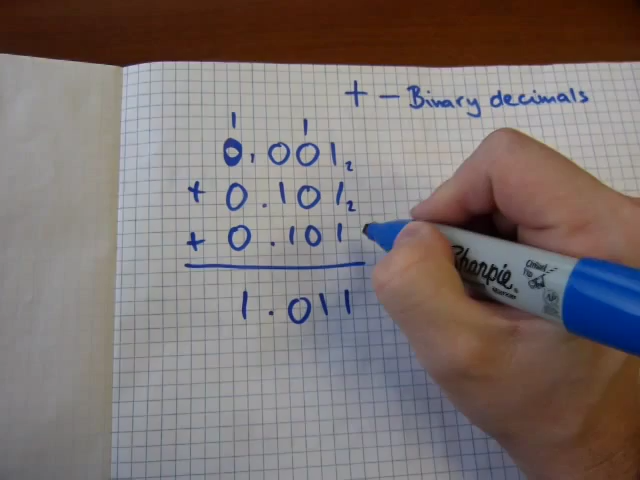 + - Binary decimals
1 1
0.001₂
+ 0.101₂
+ 0.101
1.011
Sharpie